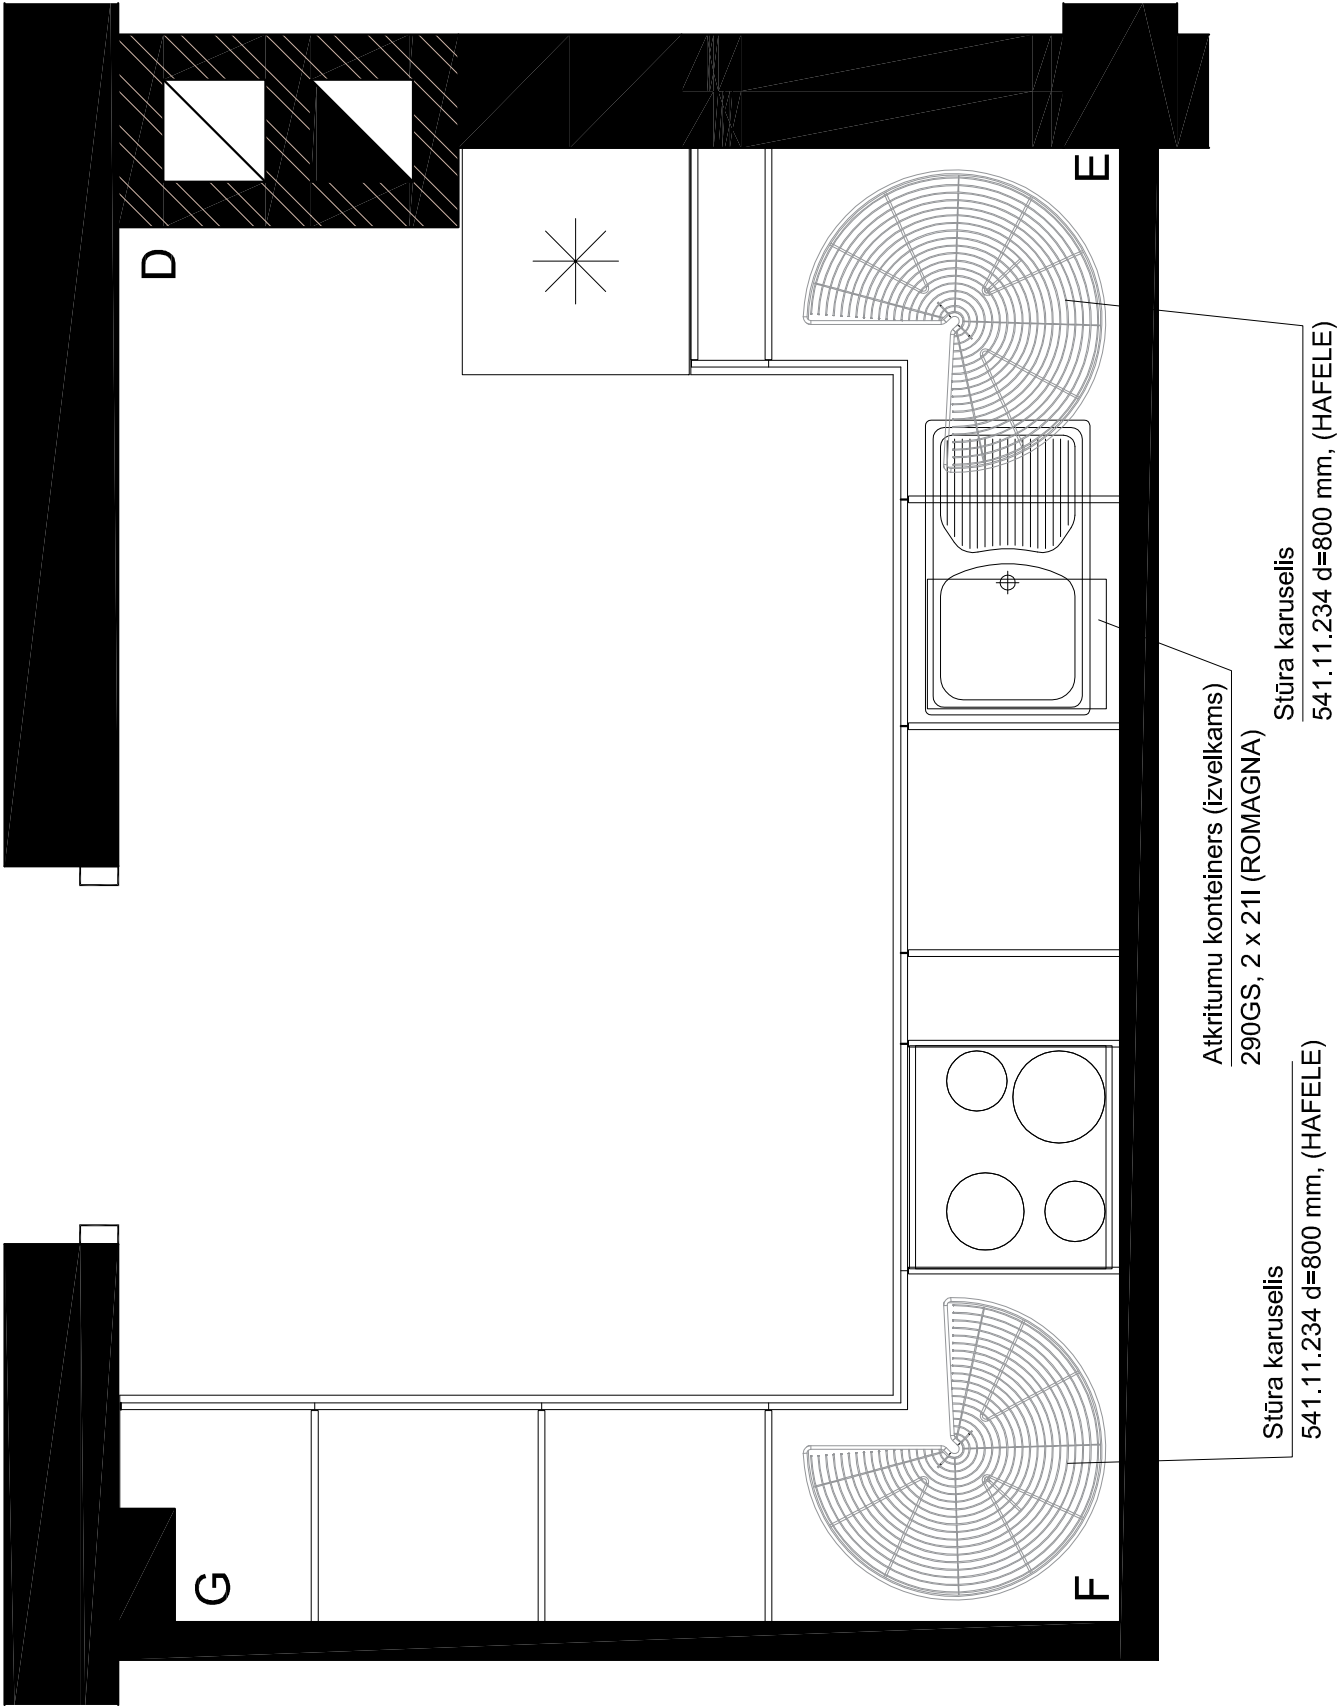 D
E
G
F
Stūra karuselis
541.11.234 d=800 mm, (HAFELE)
Atkritumu konteiners (izvelkams)
290GS, 2 x 21l (ROMAGNA)
Stūra karuselis
541.11.234 d=800 mm, (HAFELE)